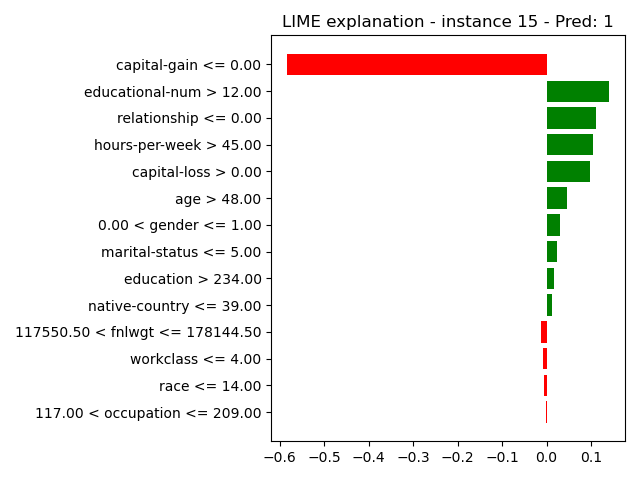 LIME explanation - instance 15 - Pred: 1
capital-gain <= 0.00
educational-num > 12.00
relationship <= 0.00
hours-per-week > 45.00
capital-loss > 0.00
age > 48.00
0.00 < gender <= 1.00
marital-status <= 5.00
education > 234.00
native-country <= 39.00
117550.50 < fnlwgt <= 178144.50
workclass <= 4.00
race <= 14.00
117.00 < occupation <= 209.00
−0.6 −0.5 −0.4 −0.3 −0.2 −0.1 0.0 0.1